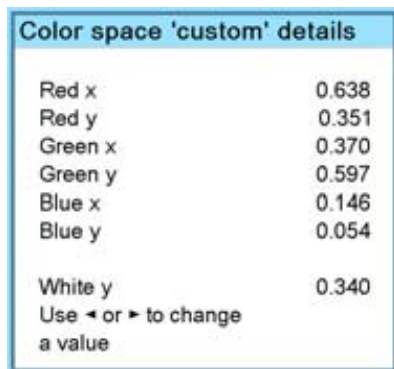 Color space 'custom' details
Red x 0.638
Red y 0.351
Green x 0.370
Green y 0.597
Blue x 0.146
Blue y 0.054
White y 0.340
Use ◄ or ► to change
a value